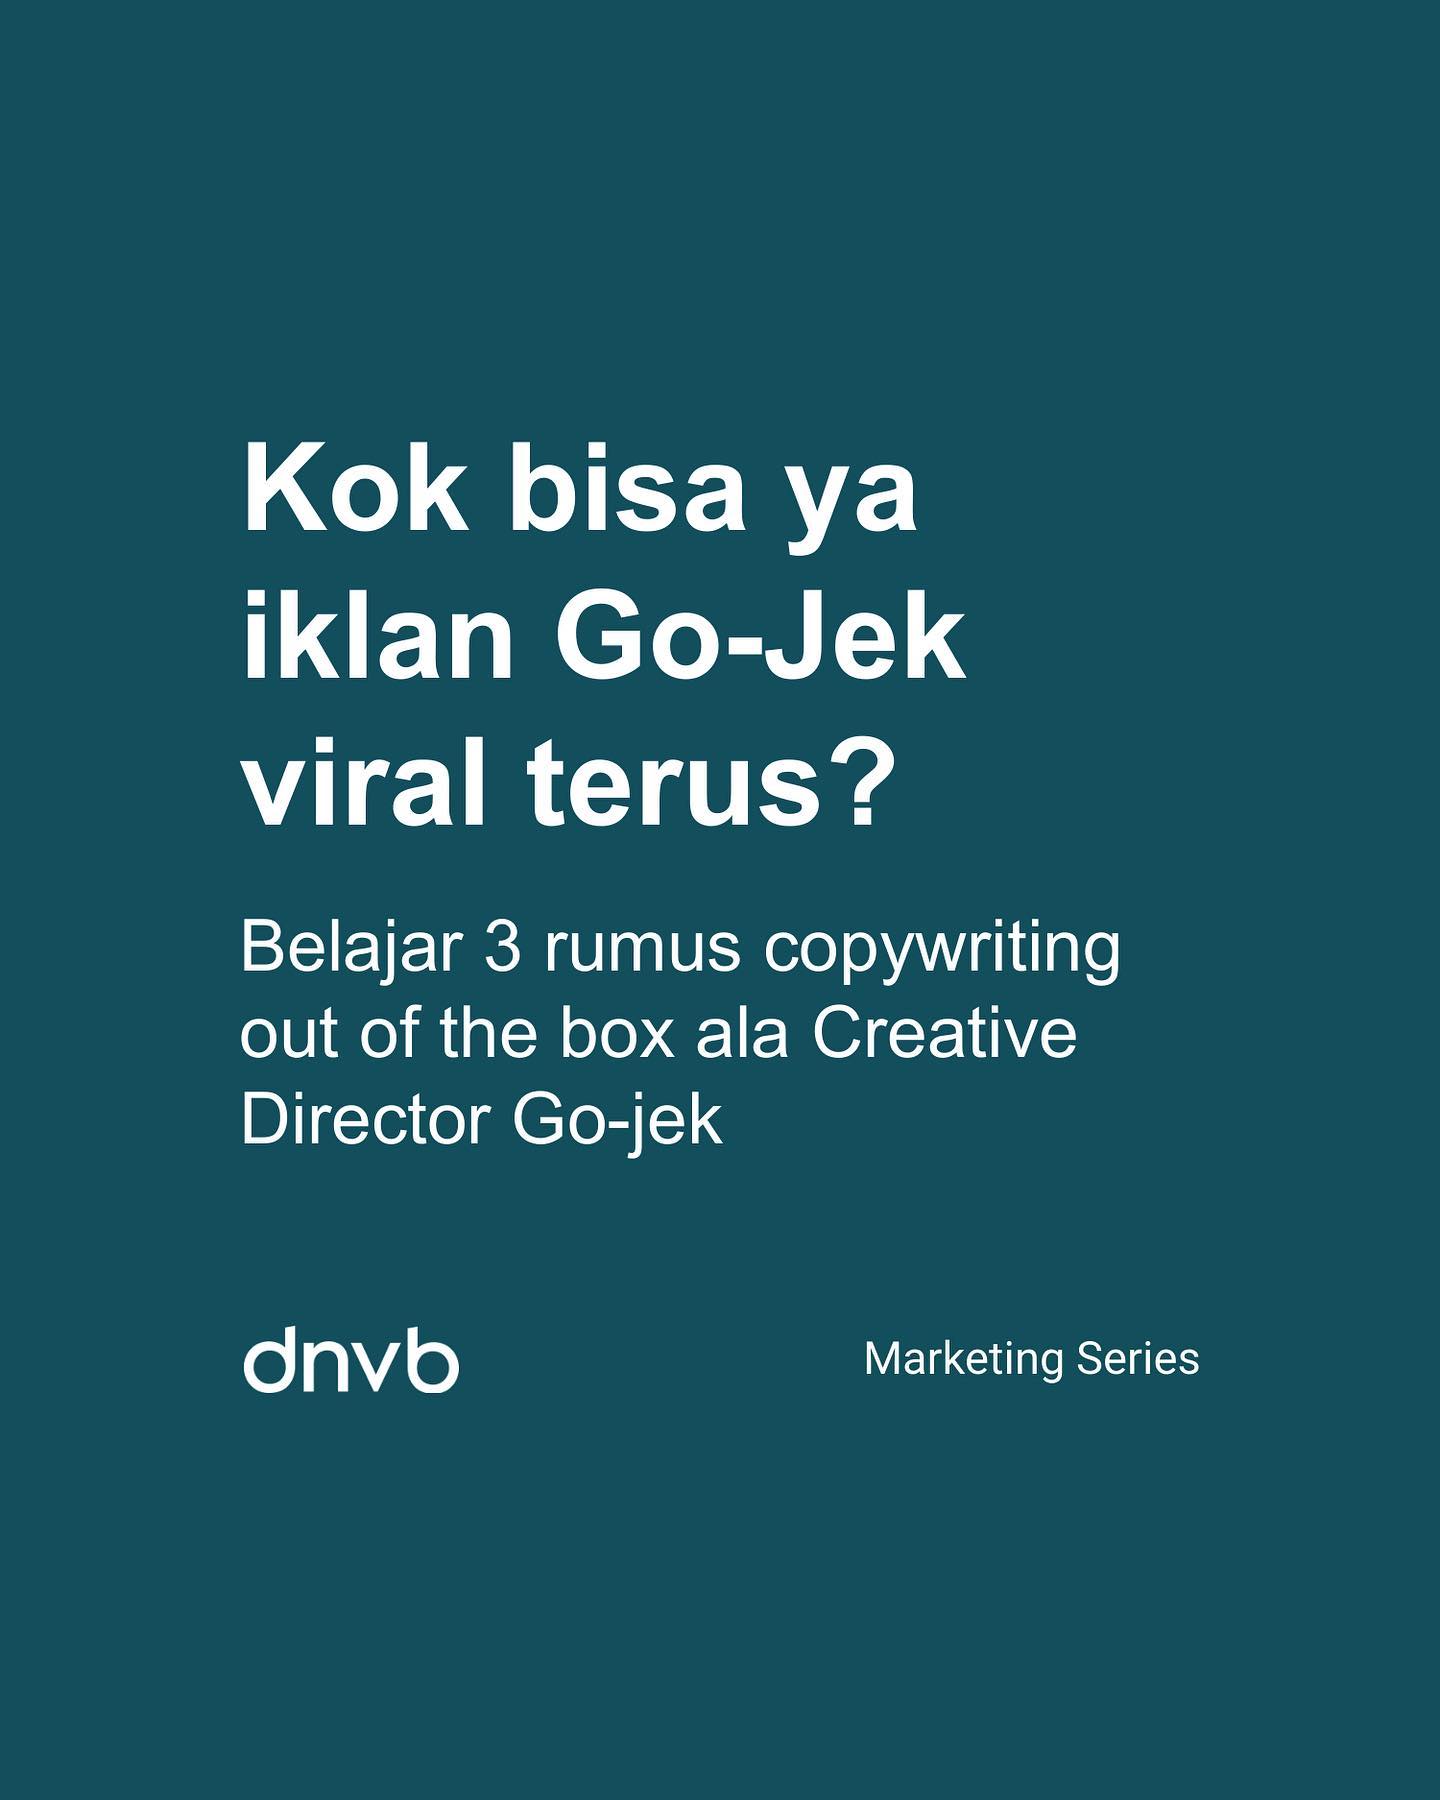 Kok bisa ya
iklan Go-Jek
viral terus?
Belajar 3 rumus copywriting
out of the box ala Creative
Director Go-jek
dnvb
Marketing Series